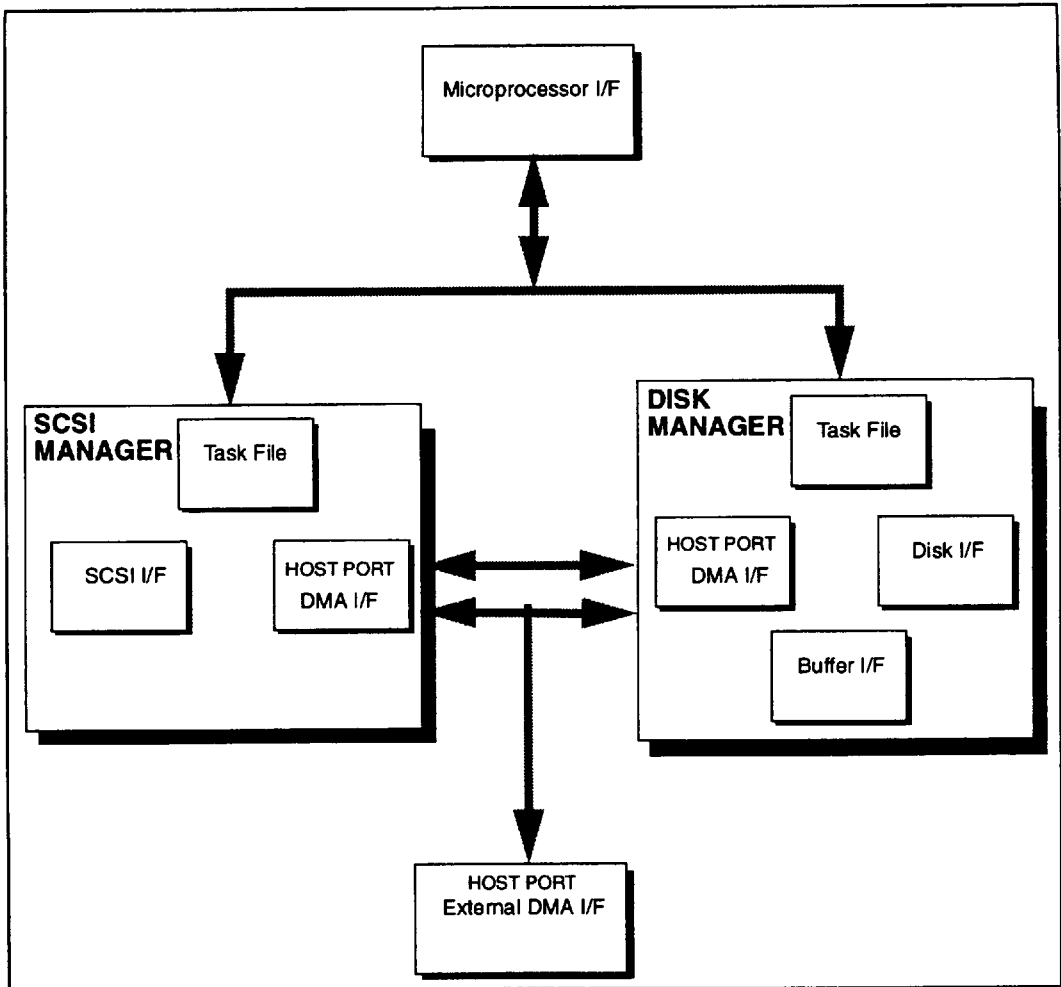 Microprocessor I/F
SCSI
MANAGER
Task File
SCSI I/F
HOST PORT
DMA I/F
DISK
MANAGER
Task File
HOST PORT
DMA I/F
Disk I/F
Buffer I/F
HOST PORT
External DMA I/F